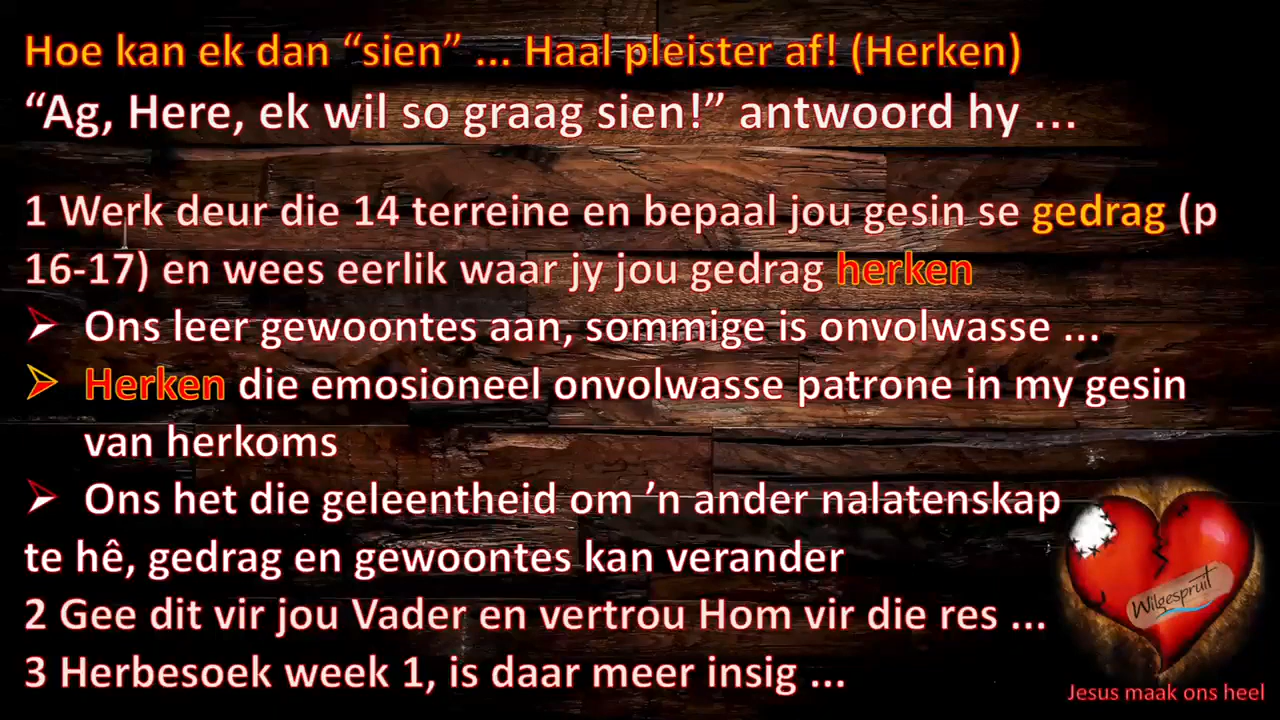 Hoe kan ek dan “sien” ... Haal pleister af! (Herken)
“Ag, Here, ek wil so graag sien!” antwoord hy ...
1 Werk deur die 14 terreine en bepaal jou gesin se gedrag (p
16-17) en wees eerlik waar jy jou gedrag herken
➢ Ons leer gewoontes aan, sommige is onvolwasse ...
➢ Herken die emosioneel onvolwasse patrone in my gesin
van herkoms
➢ Ons het die geleentheid om ’n ander nalatenskap
te hê, gedrag en gewoontes kan verander
2 Gee dit vir jou Vader en vertrou Hom vir die res ...
3 Herbesoek week 1, is daar meer insig ...
Wilgespruit
Jesus maak ons heel